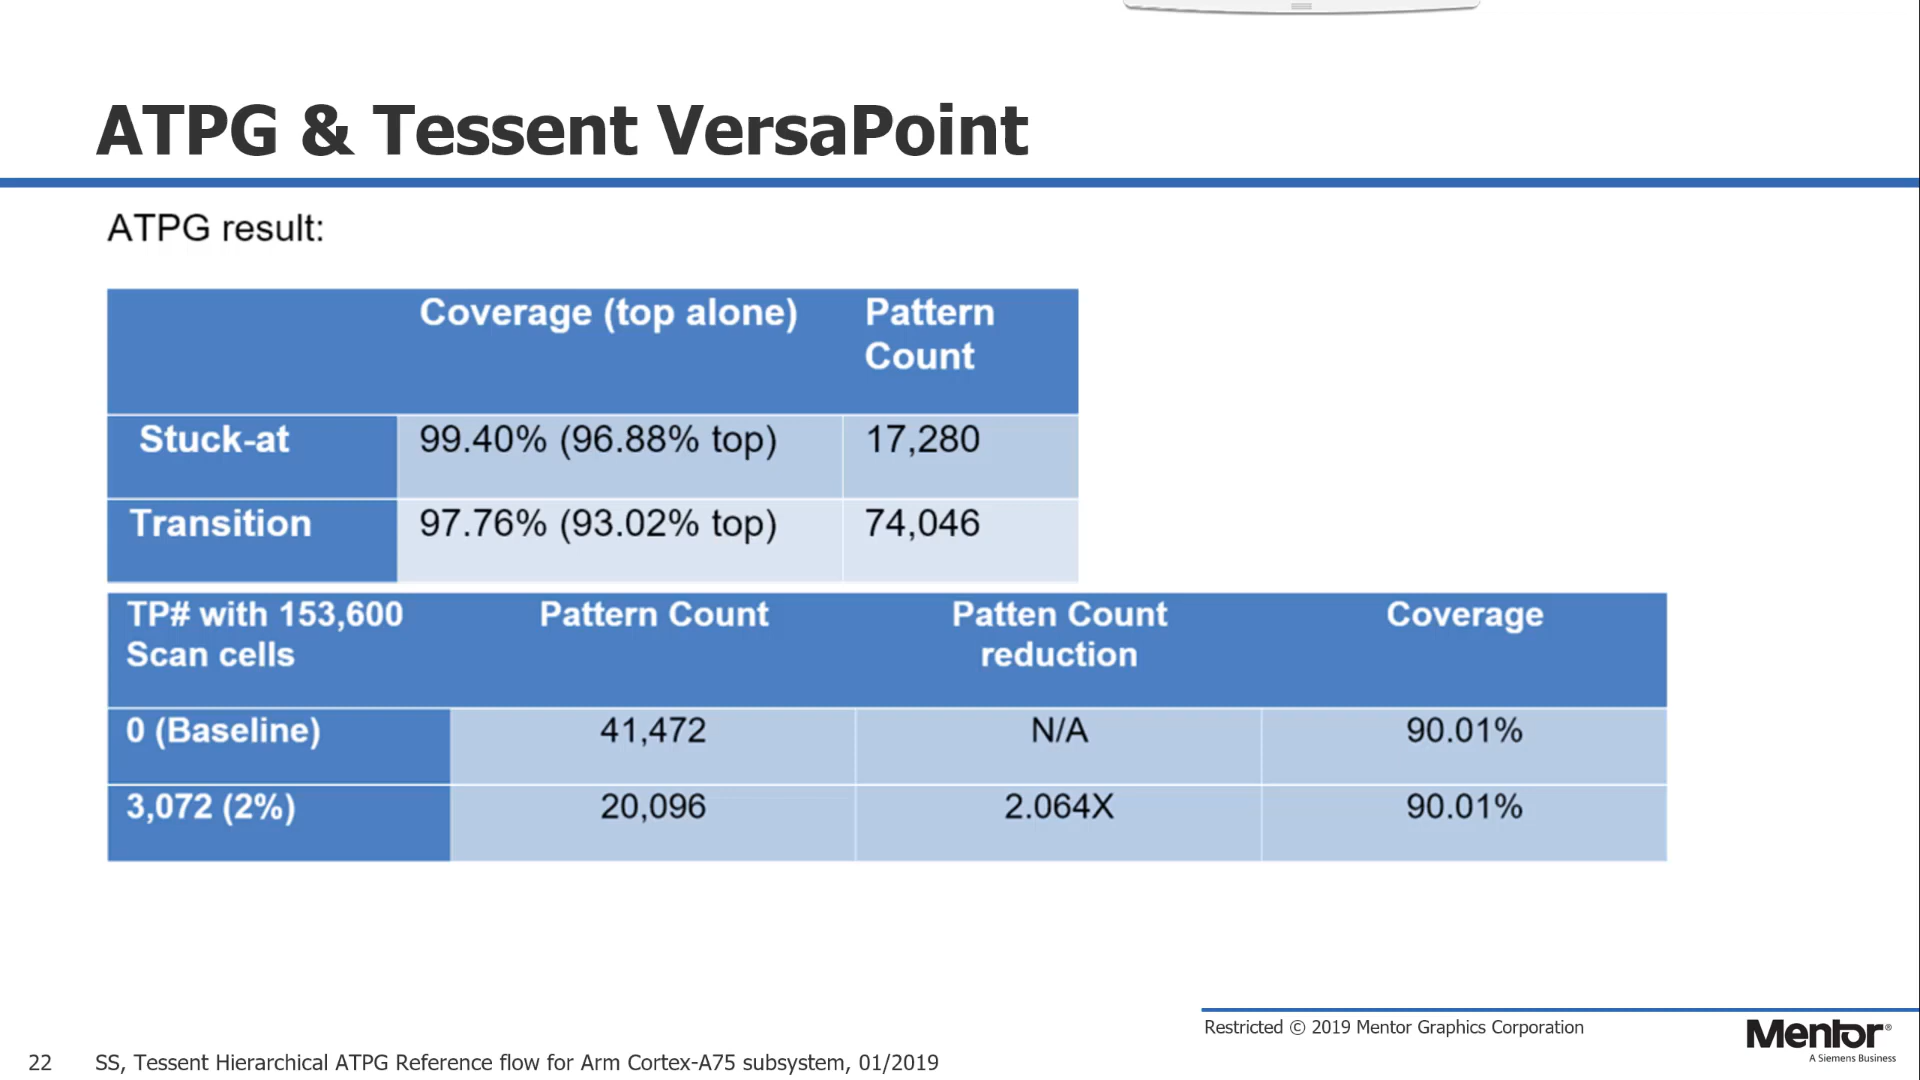 ATPG & Tessent VersaPoint
ATPG result:
Coverage (top alone)
Pattern
Count
Stuck-at
99.40% (96.88% top)
17,280
Transition
97.76% (93.02% top)
74,046
TP# with 153,600
Scan cells
Pattern Count
Patten Count
reduction
Coverage
0 (Baseline)
41,472
N/A
90.01%
3,072 (2%)
20,096
2.064X
90.01%
Restricted © 2019 Mentor Graphics Corporation
Mentor®
A Siemens Business
22
SS, Tessent Hierarchical ATPG Reference flow for Arm Cortex-A75 subsystem, 01/2019